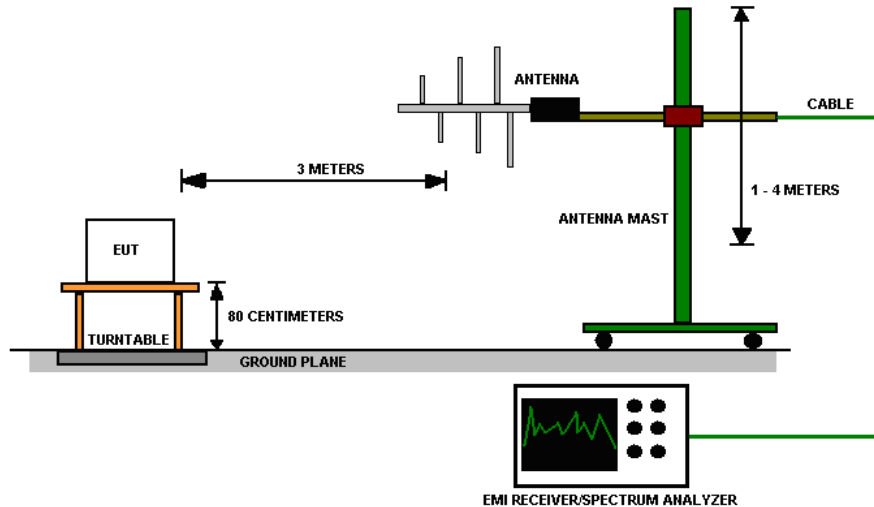 ANTENNA
CABLE
3 METERS
1 - 4 METERS
ANTENNA MAST
EUT
80 CENTIMETERS
TURNTABLE
GROUND PLANE
EMI RECEIVER/SPECTRUM ANALYZER